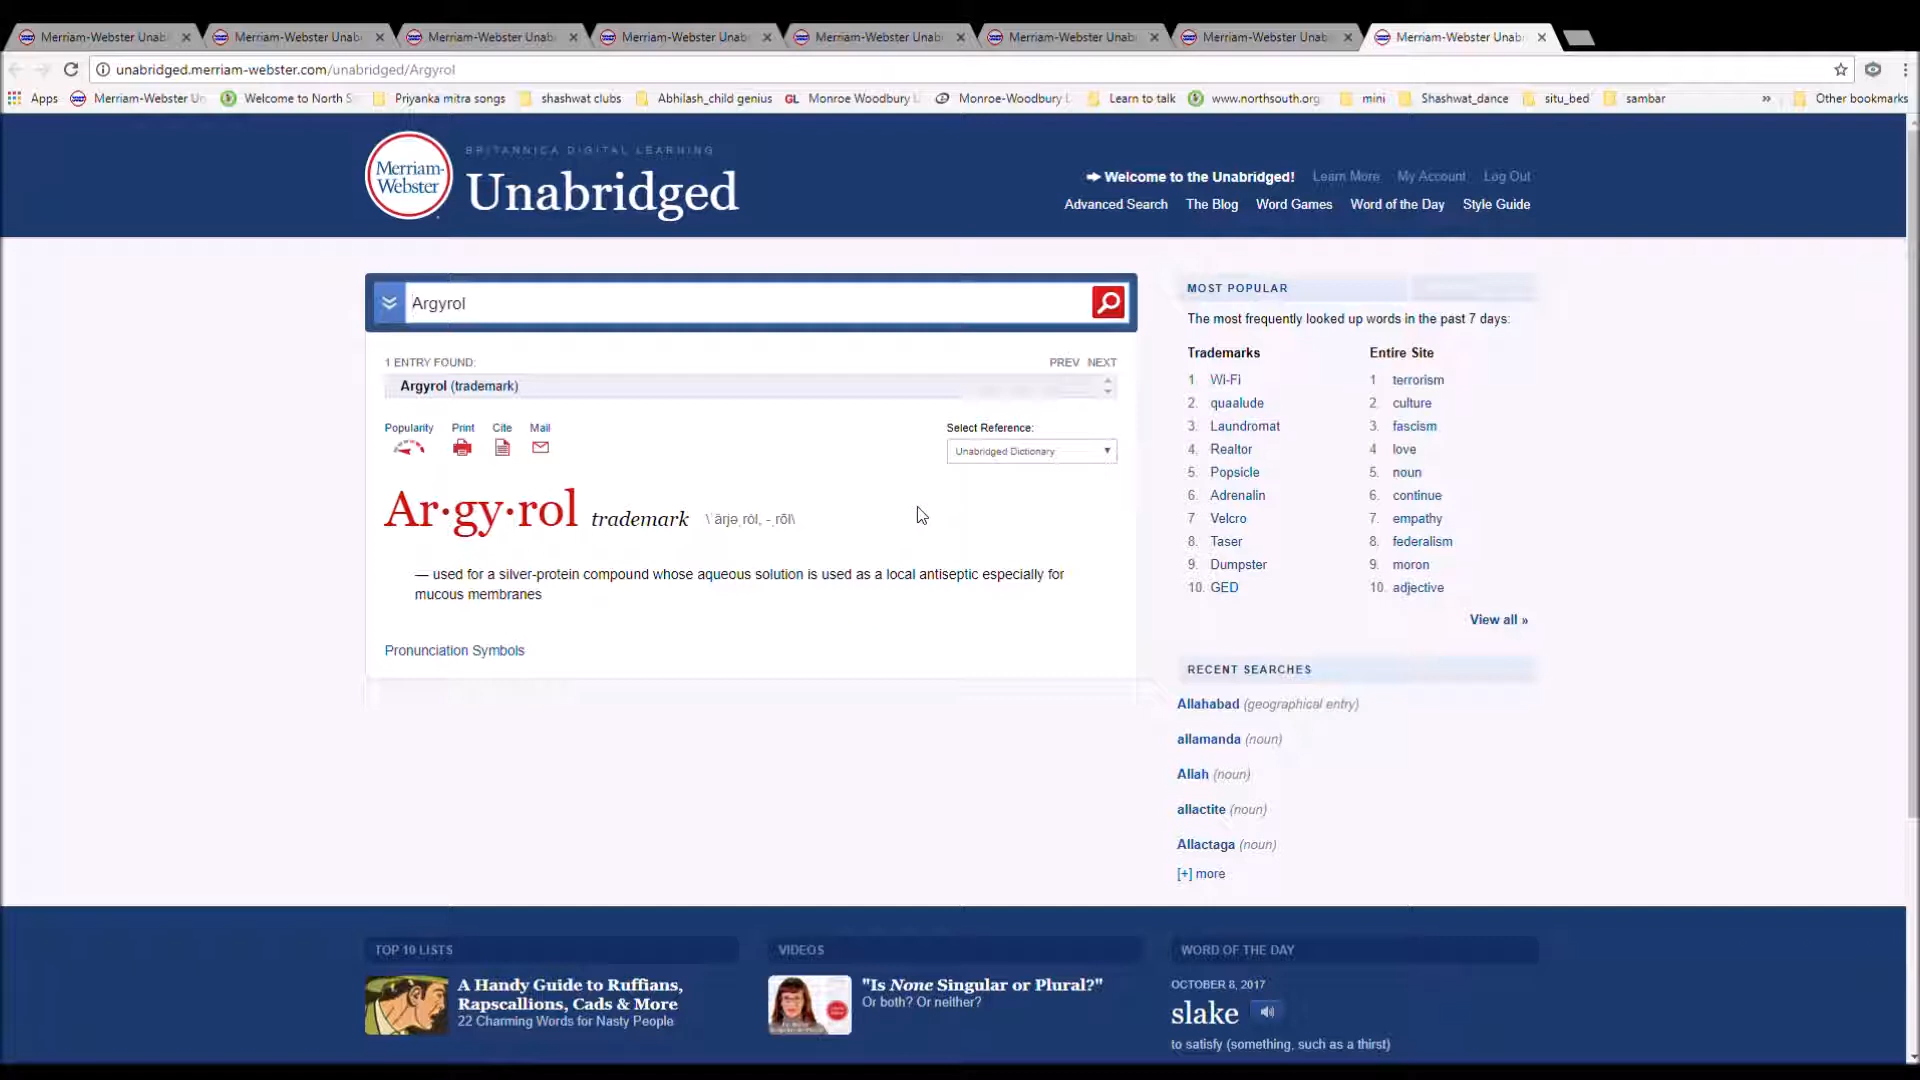 Merriam-Webster Unab Merriam-Webster Unab Merriam-Webster Unab Merriam-Webster Unab Merriam-Webster Unab Merriam-Webster Unab Merriam-Webster Unab Merriam-Webster Unab
unabridged.merriam-webster.com/unabridged/Argyrol
Apps Merriam-Webster Un Welcome to North S Priyanka mitra songs shashwat clubs Abhilash_child genius GL Monroe Woodbury L Monroe-Woodbury L Learn to talk www.northsouth.org mini Shashwat_dance situ_bed sambar » Other bookmarks
BRITANNICA DIGITAL LEARNING
Merriam-
Webster
Unabridged
Welcome to the Unabridged! Learn More My Account Log Out
Advanced Search The Blog Word Games Word of the Day Style Guide
Argyrol
1 ENTRY FOUND:
PREV NEXT
Argyrol (trademark)
Popularity Print Cite Mail
Select Reference:
Unabridged Dictionary
Ar·gy·rol trademark \ˈärjəˌrȯl, -ˌrōl\
— used for a silver-protein compound whose aqueous solution is used as a local antiseptic especially for
mucous membranes
Pronunciation Symbols
MOST POPULAR
The most frequently looked up words in the past 7 days:
Trademarks Entire Site
1 Wi-Fi 1 terrorism
2. quaalude 2. culture
3. Laundromat 3. fascism
4. Realtor 4 love
5. Popsicle 5. noun
6. Adrenalin 6. continue
7 Velcro 7. empathy
8. Taser 8. federalism
9. Dumpster 9. moron
10. GED 10. adjective
View all »
RECENT SEARCHES
Allahabad (geographical entry)
allamanda (noun)
Allah (noun)
allactite (noun)
Allactaga (noun)
[+] more
TOP 10 LISTS
A Handy Guide to Ruffians,
Rapscallions, Cads & More
22 Charming Words for Nasty People
VIDEOS
"Is None Singular or Plural?"
Or both? Or neither?
WORD OF THE DAY
OCTOBER 8, 2017
slake
to satisfy (something, such as a thirst)